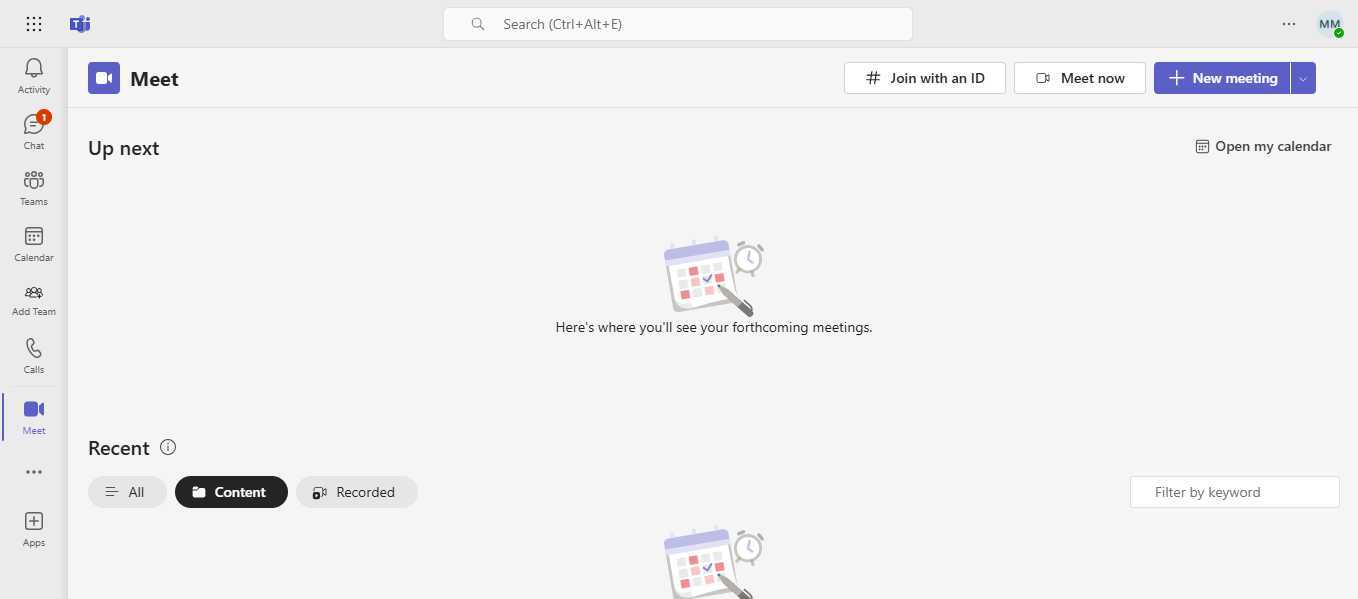 Search (Ctrl+Alt+E)
MM
Activity
1
Chat
Teams
Calendar
Add Team
Calls
Meet
Apps
Meet
# Join with an ID
Meet now
New meeting
Up next
Open my calendar
Here's where you'll see your forthcoming meetings.
Recent
All
Content
Recorded
Filter by keyword